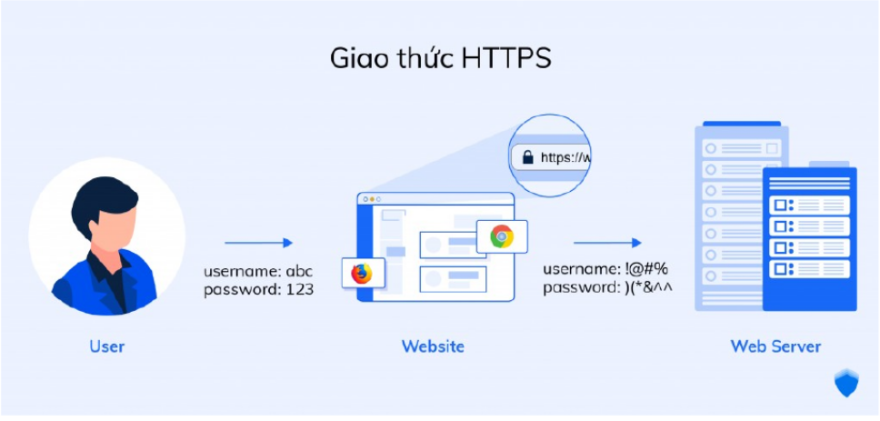 Giao thức HTTPS
https://w
username: abc
password: 123
username: !@#%
password: )(*&^^
User
Website
Web Server